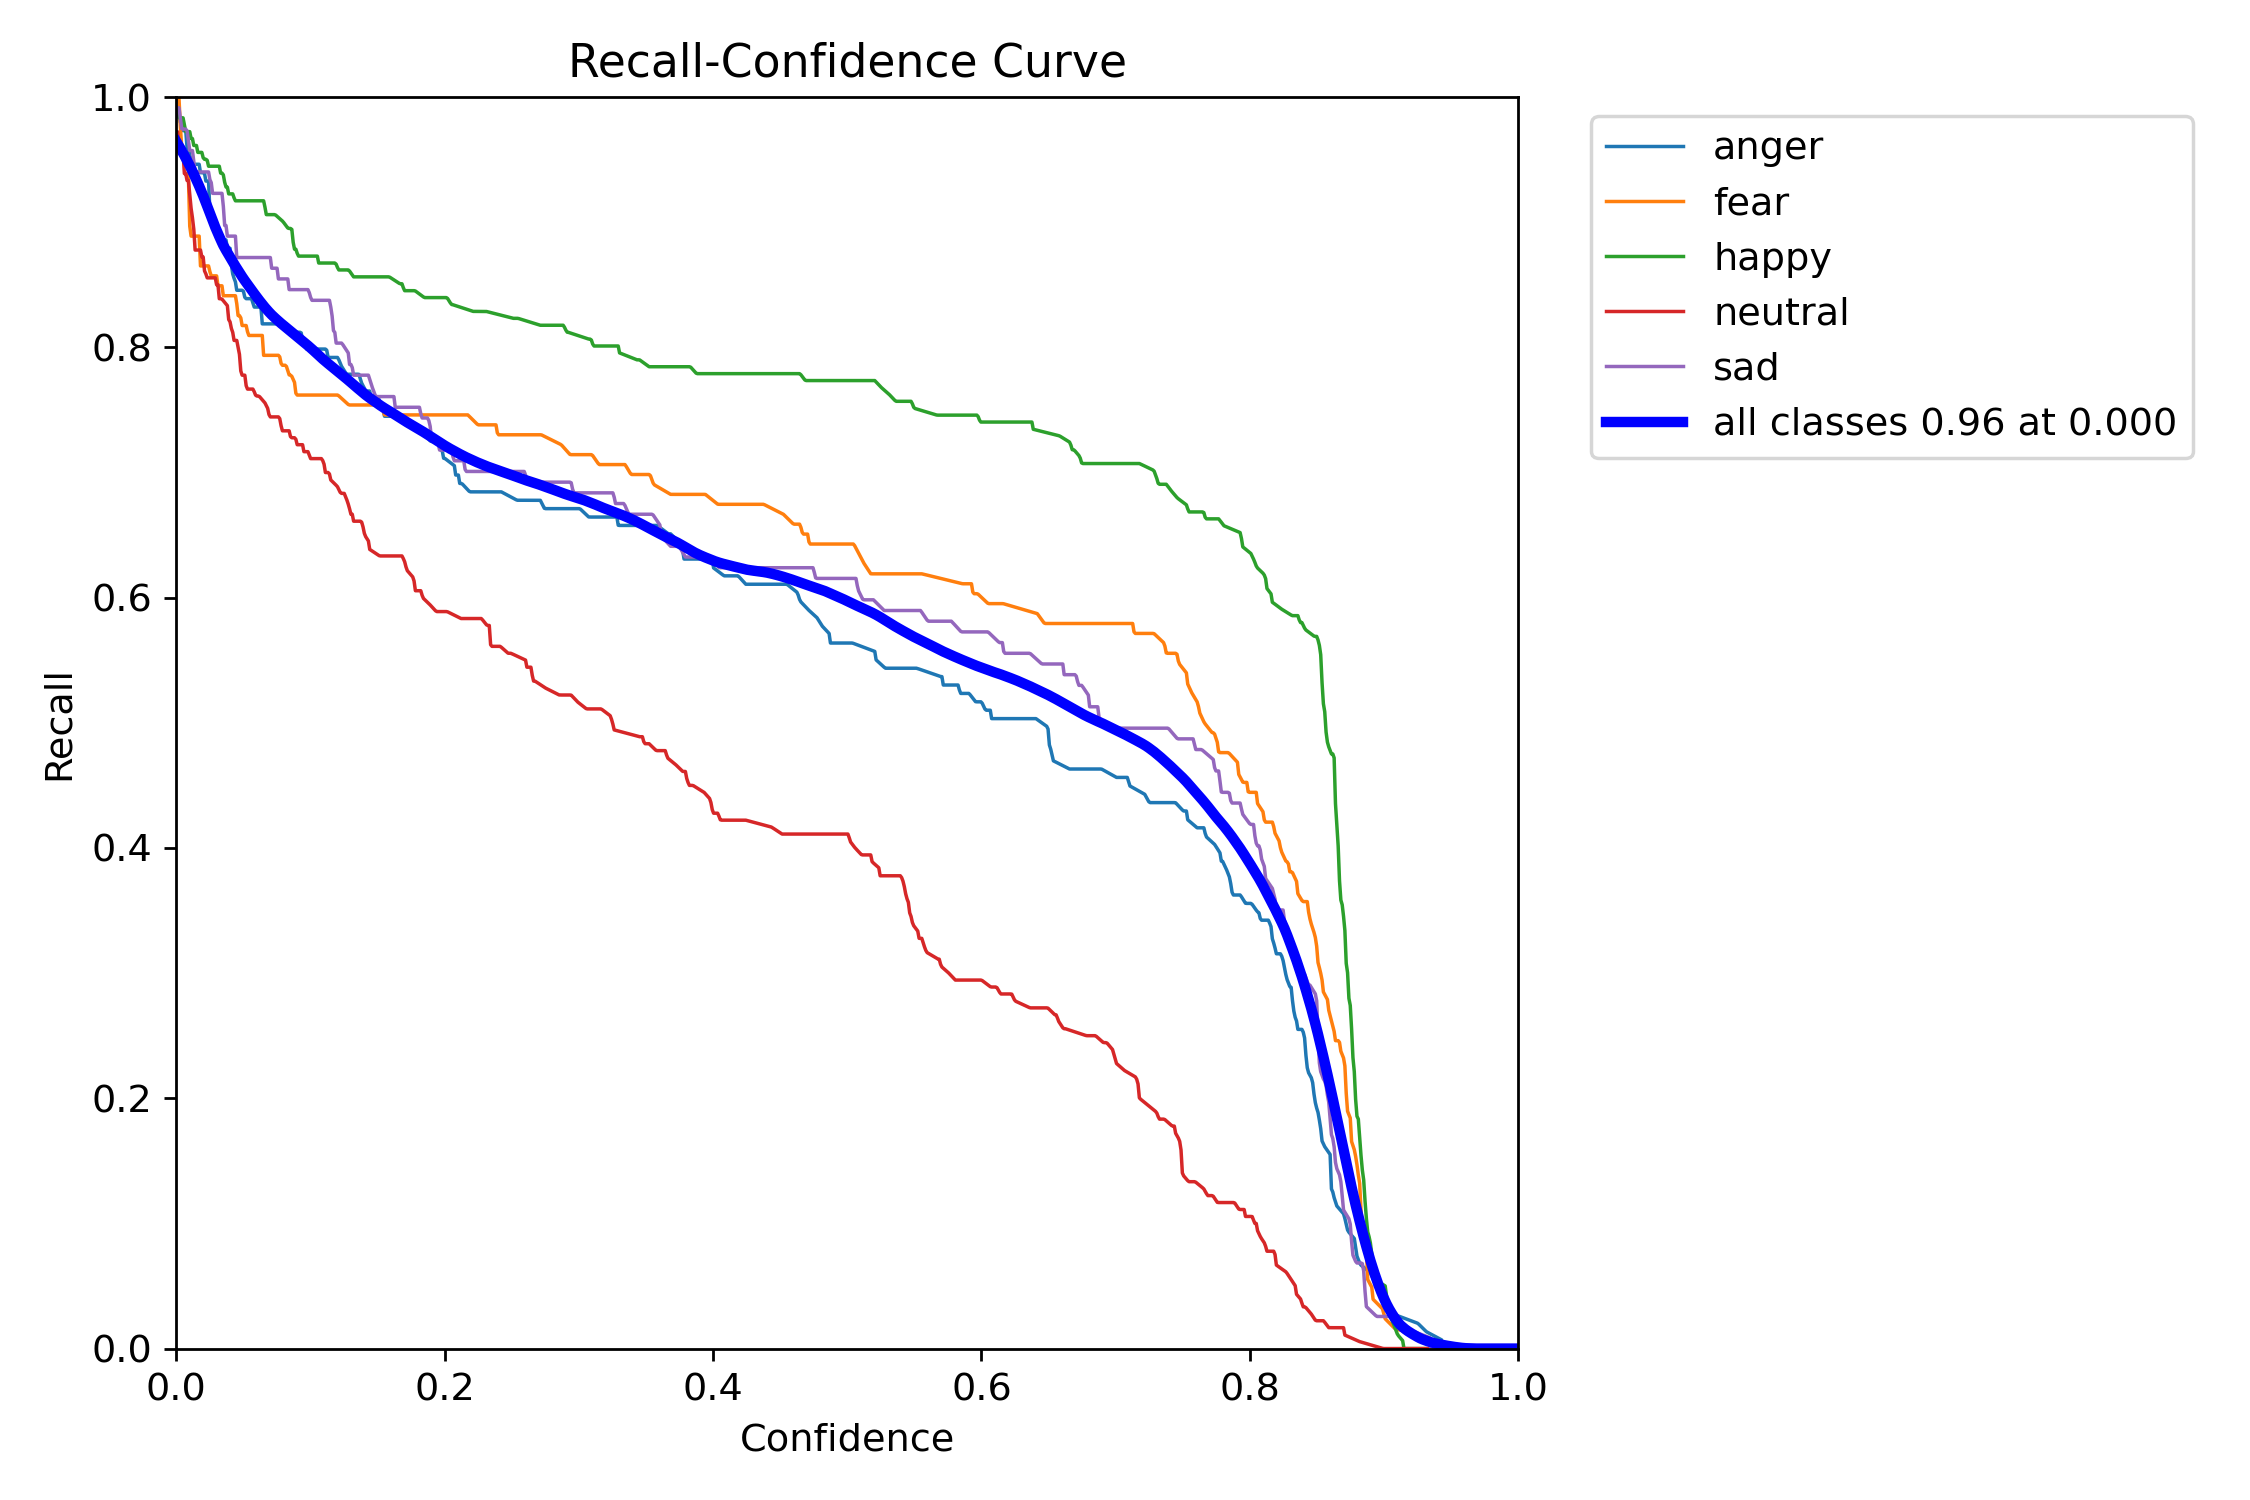 Recall-Confidence Curve
1.0
0.8
0.6
0.4
0.2
0.0
Recall
0.0 0.2 0.4 0.6 0.8 1.0
Confidence
anger
fear
happy
neutral
sad
all classes 0.96 at 0.000